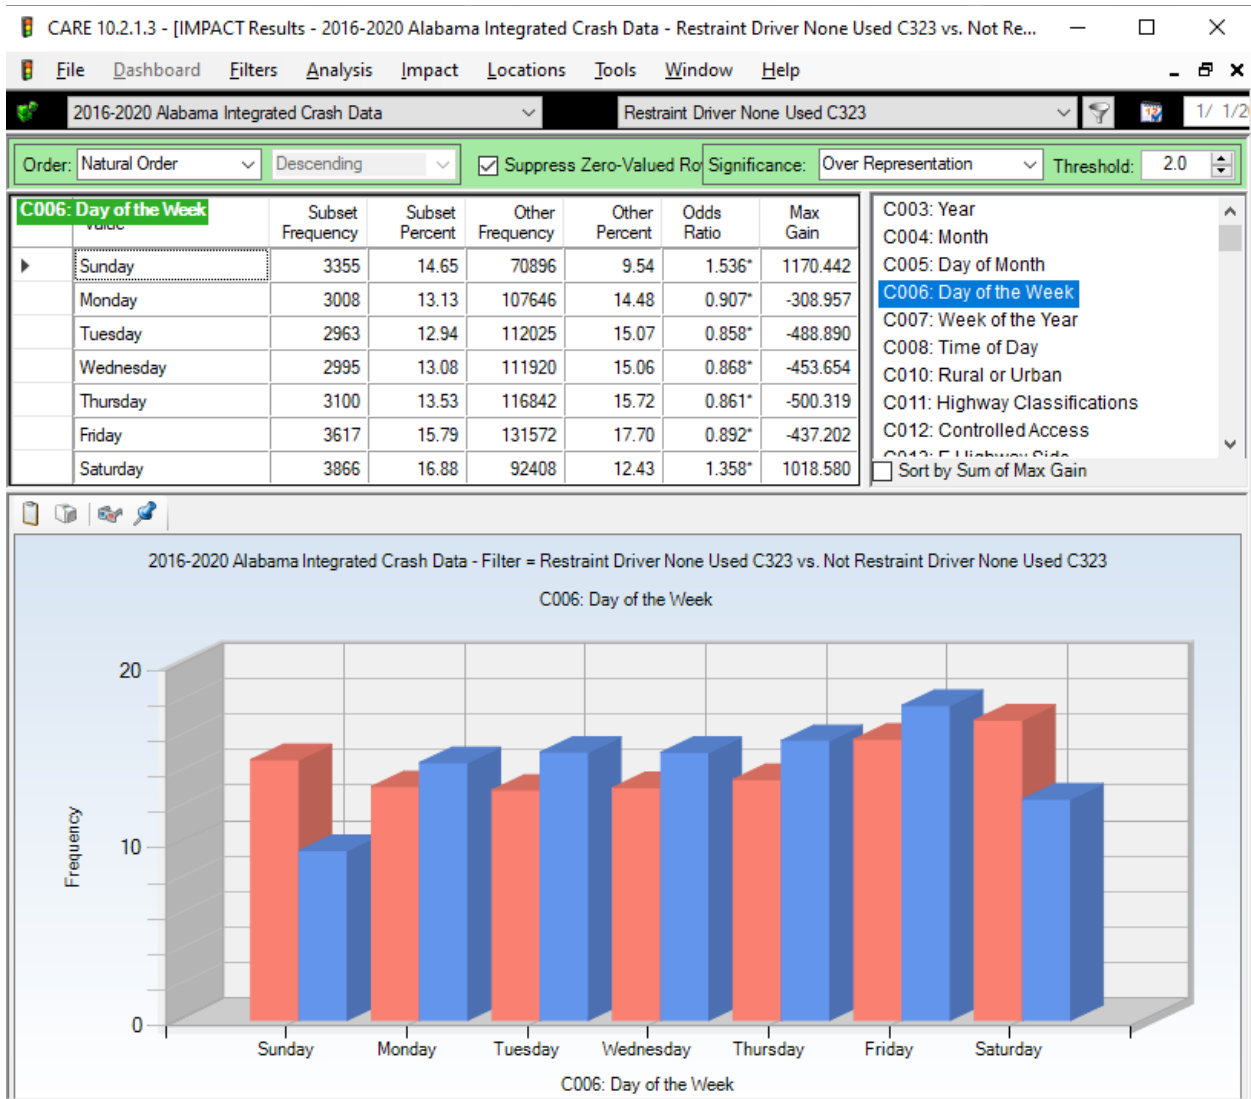 CARE 10.2.1.3 - [IMPACT Results - 2016-2020 Alabama Integrated Crash Data - Restraint Driver None Used C323 vs. Not Re...
File Dashboard Filters Analysis Impact Locations Tools Window Help
2016-2020 Alabama Integrated Crash Data Restraint Driver None Used C323 1/ 1/20
Order: Natural Order Descending Suppress Zero-Valued Ro Significance: Over Representation Threshold: 2.0
C006: Day of the Week Subset Frequency Subset Percent Other Frequency Other Percent Odds Ratio Max Gain
Sunday 3355 14.65 70896 9.54 1.536* 1170.442
Monday 3008 13.13 107646 14.48 0.907* -308.957
Tuesday 2963 12.94 112025 15.07 0.858* -488.890
Wednesday 2995 13.08 111920 15.06 0.868* -453.654
Thursday 3100 13.53 116842 15.72 0.861* -500.319
Friday 3617 15.79 131572 17.70 0.892* -437.202
Saturday 3866 16.88 92408 12.43 1.358* 1018.580
C003: Year
C004: Month
C005: Day of Month
C006: Day of the Week
C007: Week of the Year
C008: Time of Day
C010: Rural or Urban
C011: Highway Classifications
C012: Controlled Access
Sort by Sum of Max Gain
2016-2020 Alabama Integrated Crash Data - Filter = Restraint Driver None Used C323 vs. Not Restraint Driver None Used C323
C006: Day of the Week
20
10
0
Frequency
Sunday Monday Tuesday Wednesday Thursday Friday Saturday
C006: Day of the Week